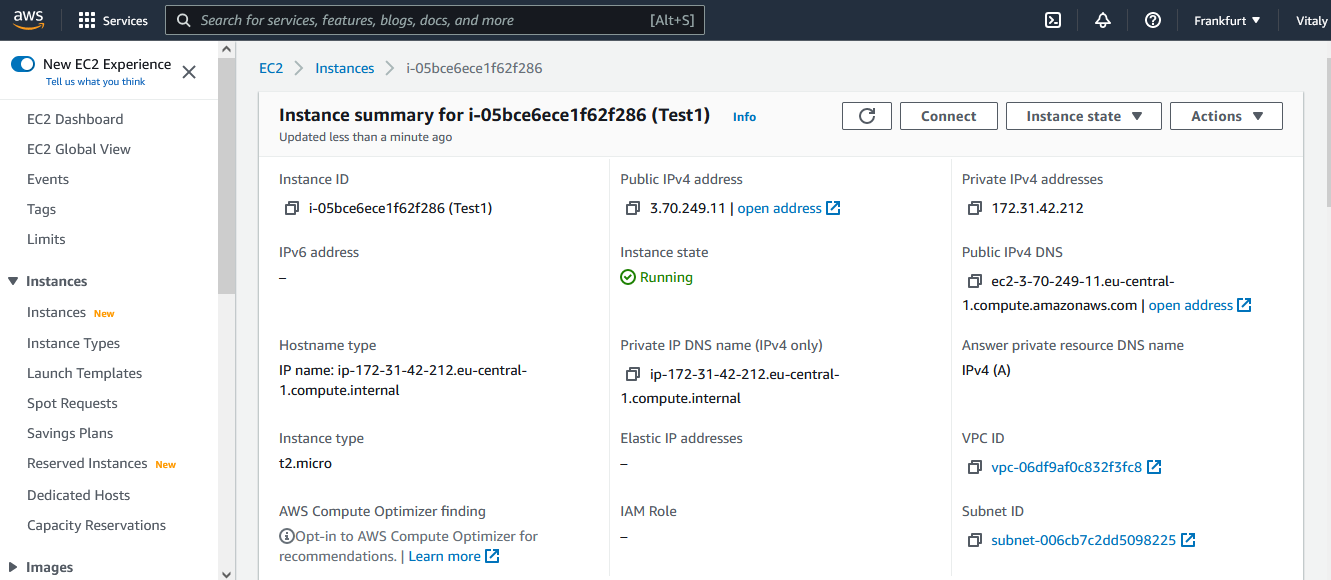 aws
Services
Search for services, features, blogs, docs, and more
[Alt+S]
Frankfurt
Vitaly
New EC2 Experience
Tell us what you think
EC2 Dashboard
EC2 Global View
Events
Tags
Limits
Instances
Instances New
Instance Types
Launch Templates
Spot Requests
Savings Plans
Reserved Instances New
Dedicated Hosts
Capacity Reservations
Images
EC2
Instances
i-05bce6ece1f62f286
Instance summary for i-05bce6ece1f62f286 (Test1) Info
Updated less than a minute ago
Connect
Instance state
Actions
Instance ID
i-05bce6ece1f62f286 (Test1)
Public IPv4 address
3.70.249.11 | open address
Private IPv4 addresses
172.31.42.212
IPv6 address
–
Instance state
Running
Public IPv4 DNS
ec2-3-70-249-11.eu-central-
1.compute.amazonaws.com | open address
Hostname type
IP name: ip-172-31-42-212.eu-central-
1.compute.internal
Private IP DNS name (IPv4 only)
ip-172-31-42-212.eu-central-
1.compute.internal
Answer private resource DNS name
IPv4 (A)
Instance type
t2.micro
Elastic IP addresses
–
VPC ID
vpc-06df9af0c832f3fc8
AWS Compute Optimizer finding
Opt-in to AWS Compute Optimizer for
recommendations. | Learn more
IAM Role
–
Subnet ID
subnet-006cb7c2dd5098225